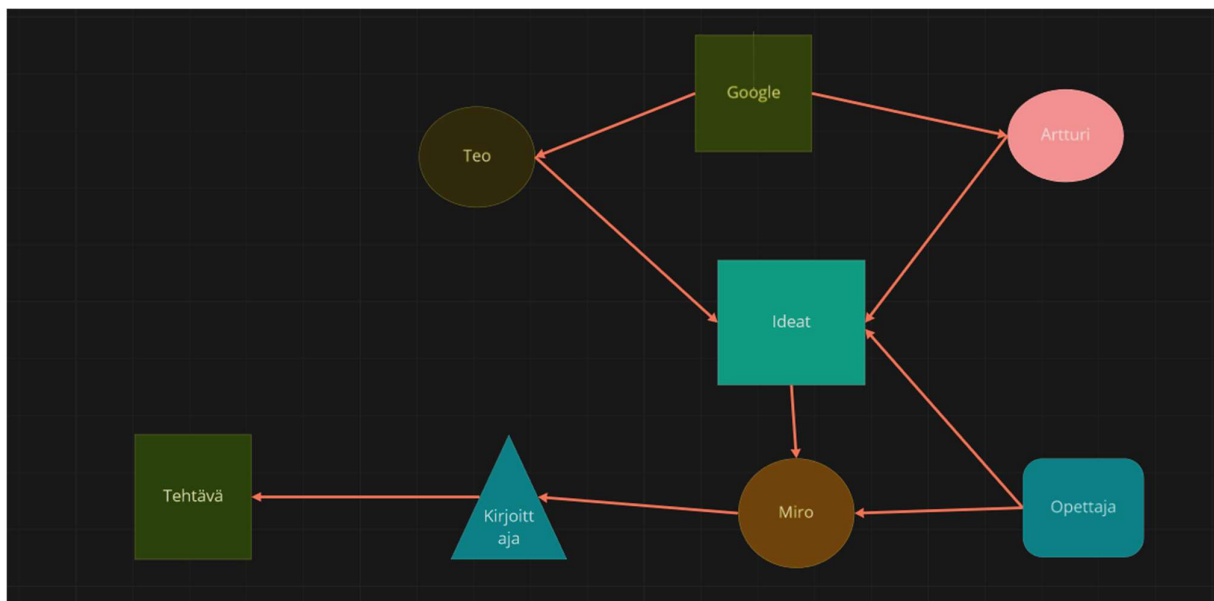 Google
Artturi
Teo
Ideat
Tehtävä
Kirjoitt
aja
Miro
Opettaja